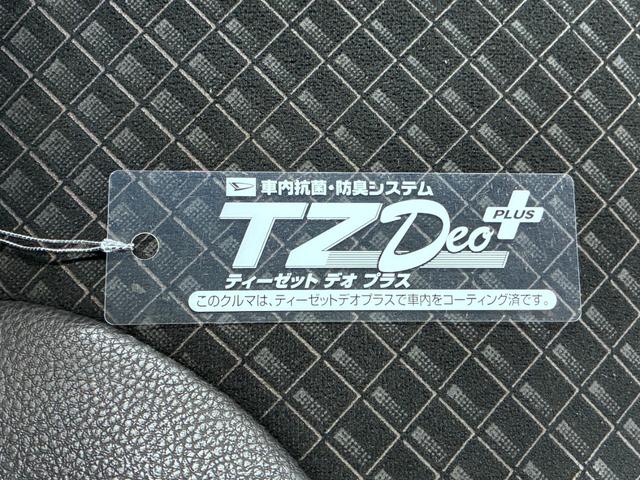 車内抗菌・防臭システム
TZ Deo PLUS
ティーゼット デオ プラス
このクルマは、ティーゼットデオプラスで車内をコーティング済です。